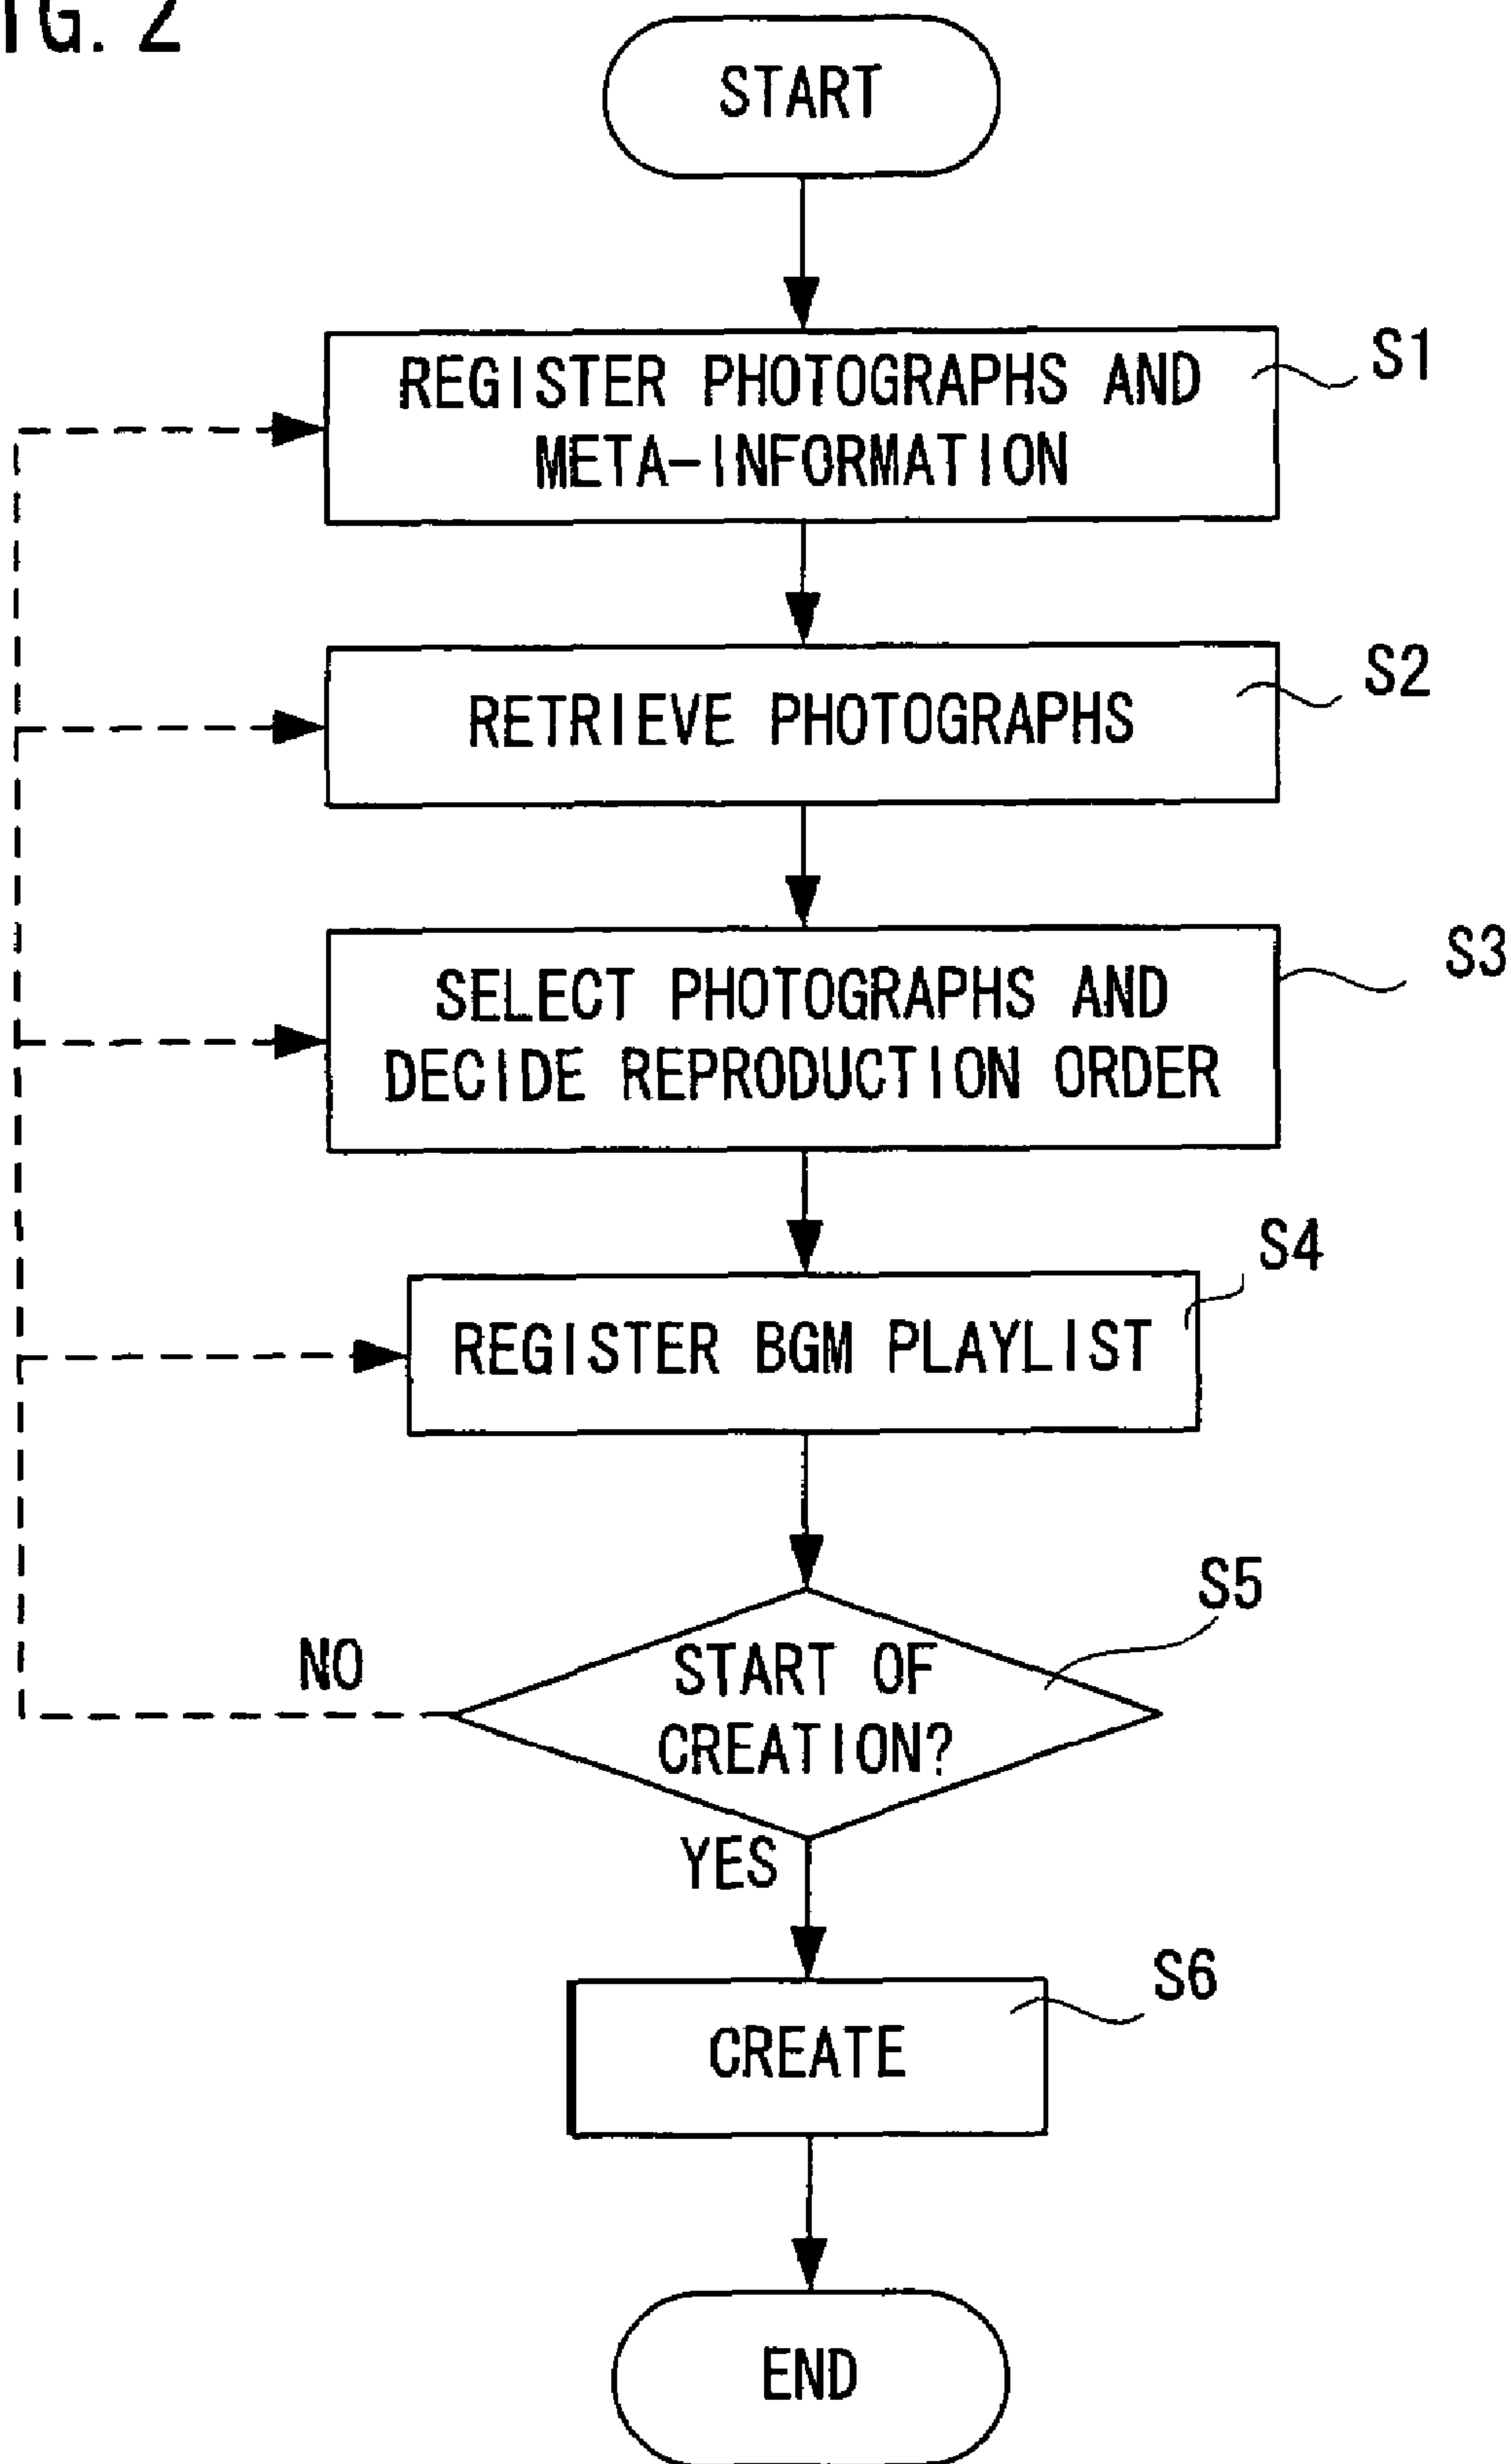 IG. 2
START
REGISTER PHOTOGRAPHS AND
META-INFORMATION
S1
RETRIEVE PHOTOGRAPHS
S2
SELECT PHOTOGRAPHS AND
DECIDE REPRODUCTION ORDER
S3
REGISTER BGM PLAYLIST
S4
START OF
CREATION?
S5
NO
YES
CREATE
S6
END